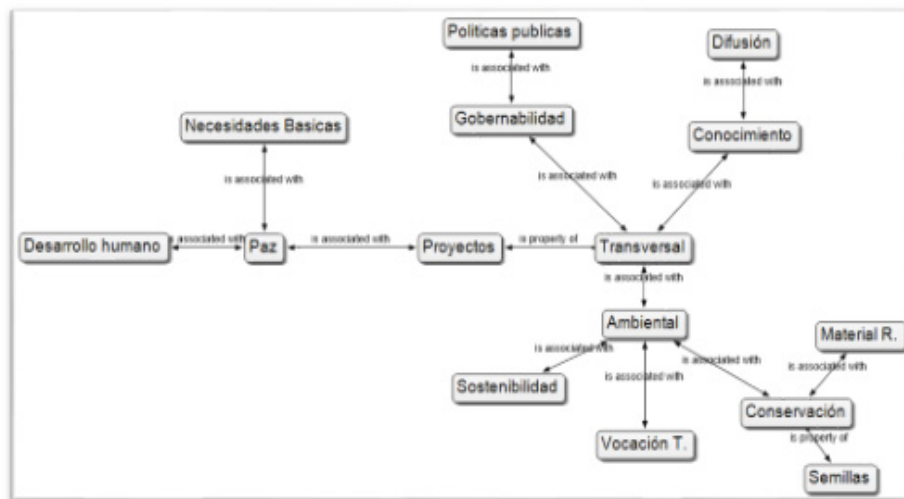 Politicas publicas
Difusión
is associated with
is associated with
Necesidades Basicas
Gobernabilidad
Conocimiento
is associated with
is associated with
is associated with
Desarrollo humano
is associated with
Paz
is associated with
Proyectos
is property of
Transversal
is associated with
Ambiental
Material R.
is associated with
is associated with
is associated with
is associated with
Sostenibilidad
Conservación
is property of
Vocación T.
Semillas